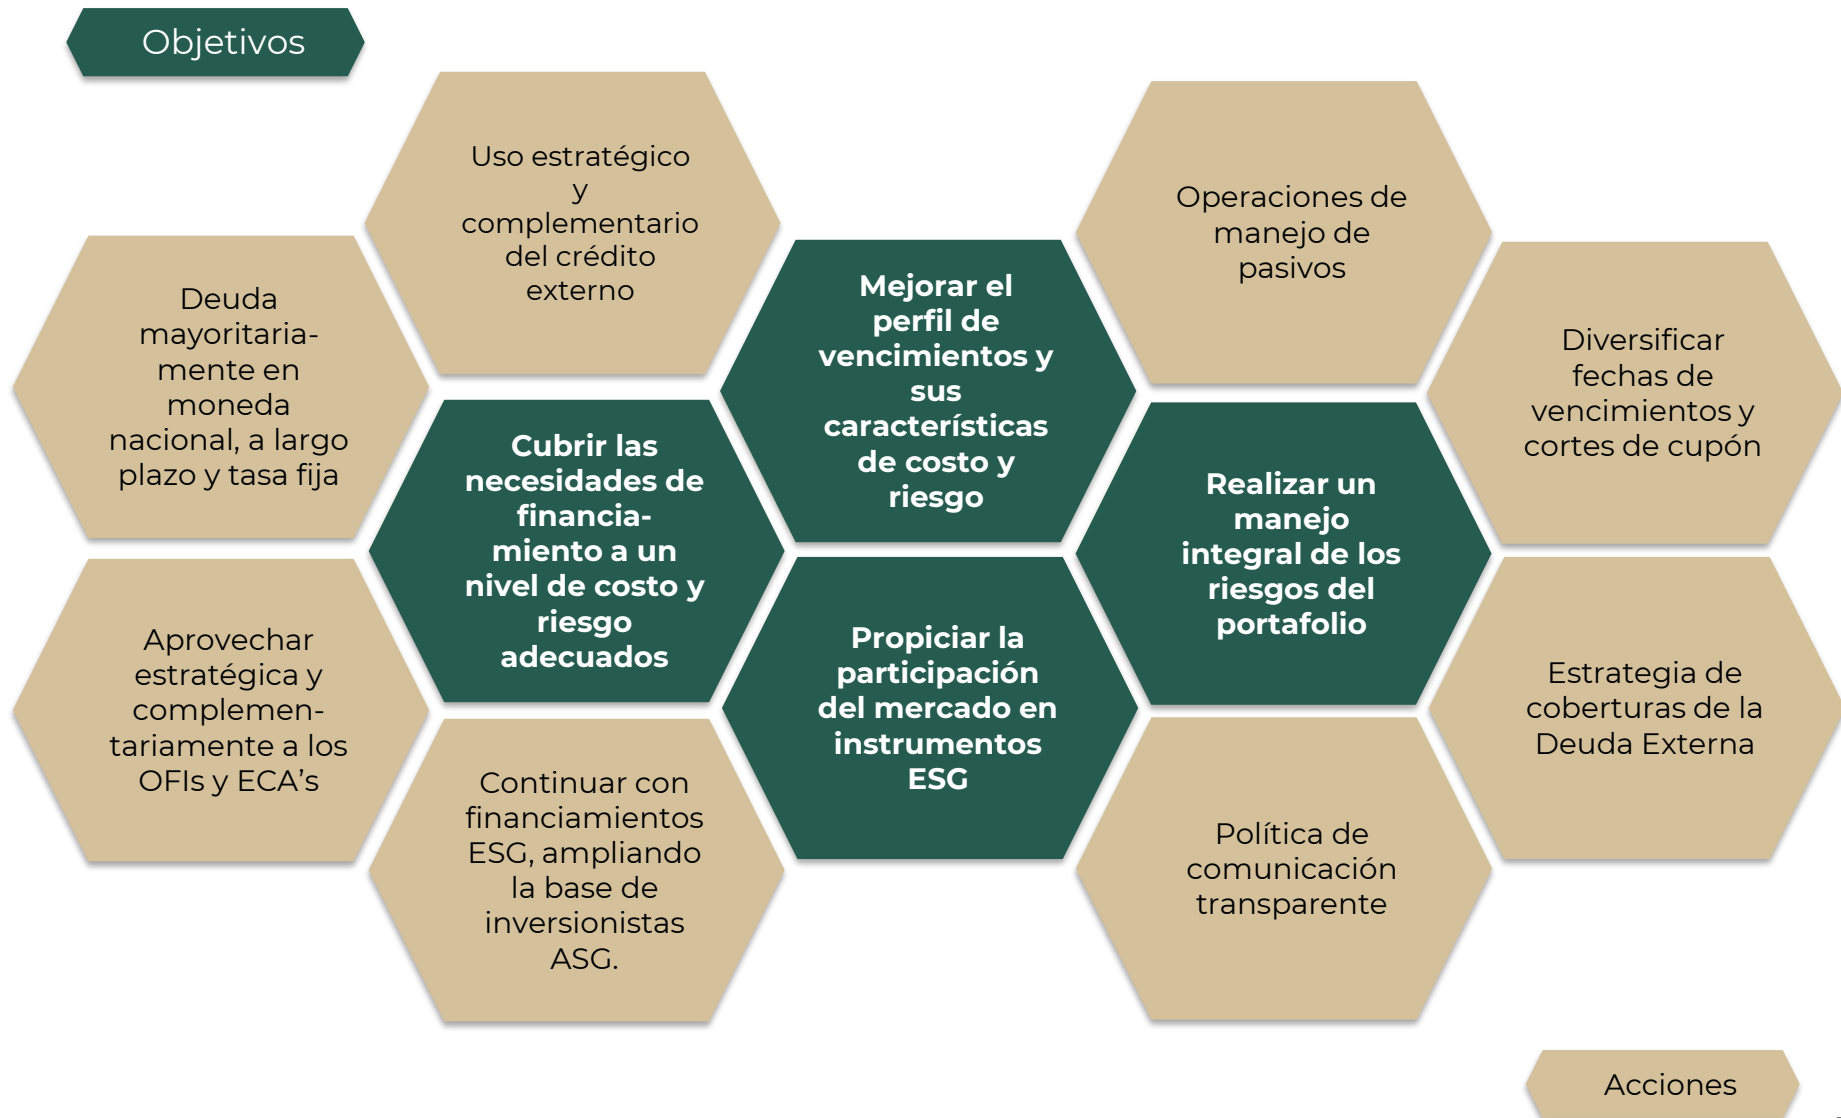 Objetivos
Uso estratégico
y
complementario
del crédito
externo
Operaciones de
manejo de
pasivos
Deuda
mayoritaria-
mente en
moneda
nacional, a largo
plazo y tasa fija
Mejorar el
perfil de
vencimientos y
sus
características
de costo y
riesgo
Diversificar
fechas de
vencimientos y
cortes de cupón
Cubrir las
necesidades de
financia-
miento a un
nivel de costo y
riesgo
adecuados
Realizar un
manejo
integral de los
riesgos del
portafolio
Aprovechar
estratégica y
complemen-
tariamente a los
OFIs y ECA’s
Propiciar la
participación
del mercado en
instrumentos
ESG
Estrategia de
coberturas de la
Deuda Externa
Continuar con
financiamientos
ESG, ampliando
la base de
inversionistas
ASG.
Política de
comunicación
transparente
Acciones